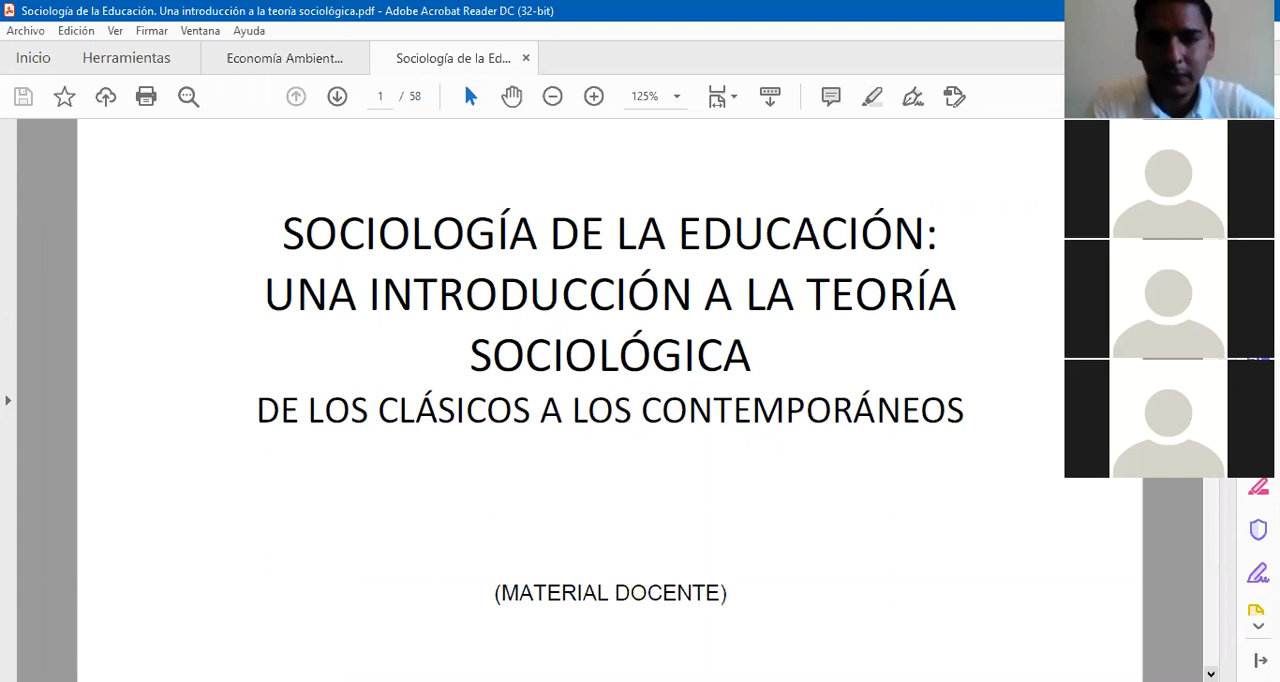 Sociología de la Educación. Una introducción a la teoría sociológica.pdf - Adobe Acrobat Reader DC (32-bit)
Archivo Edición Ver Firmar Ventana Ayuda
Inicio Herramientas Economía Ambient... Sociología de la Ed... ×
1 / 58 125%
SOCIOLOGÍA DE LA EDUCACIÓN:
UNA INTRODUCCIÓN A LA TEORÍA
SOCIOLÓGICA
DE LOS CLÁSICOS A LOS CONTEMPORÁNEOS
(MATERIAL DOCENTE)